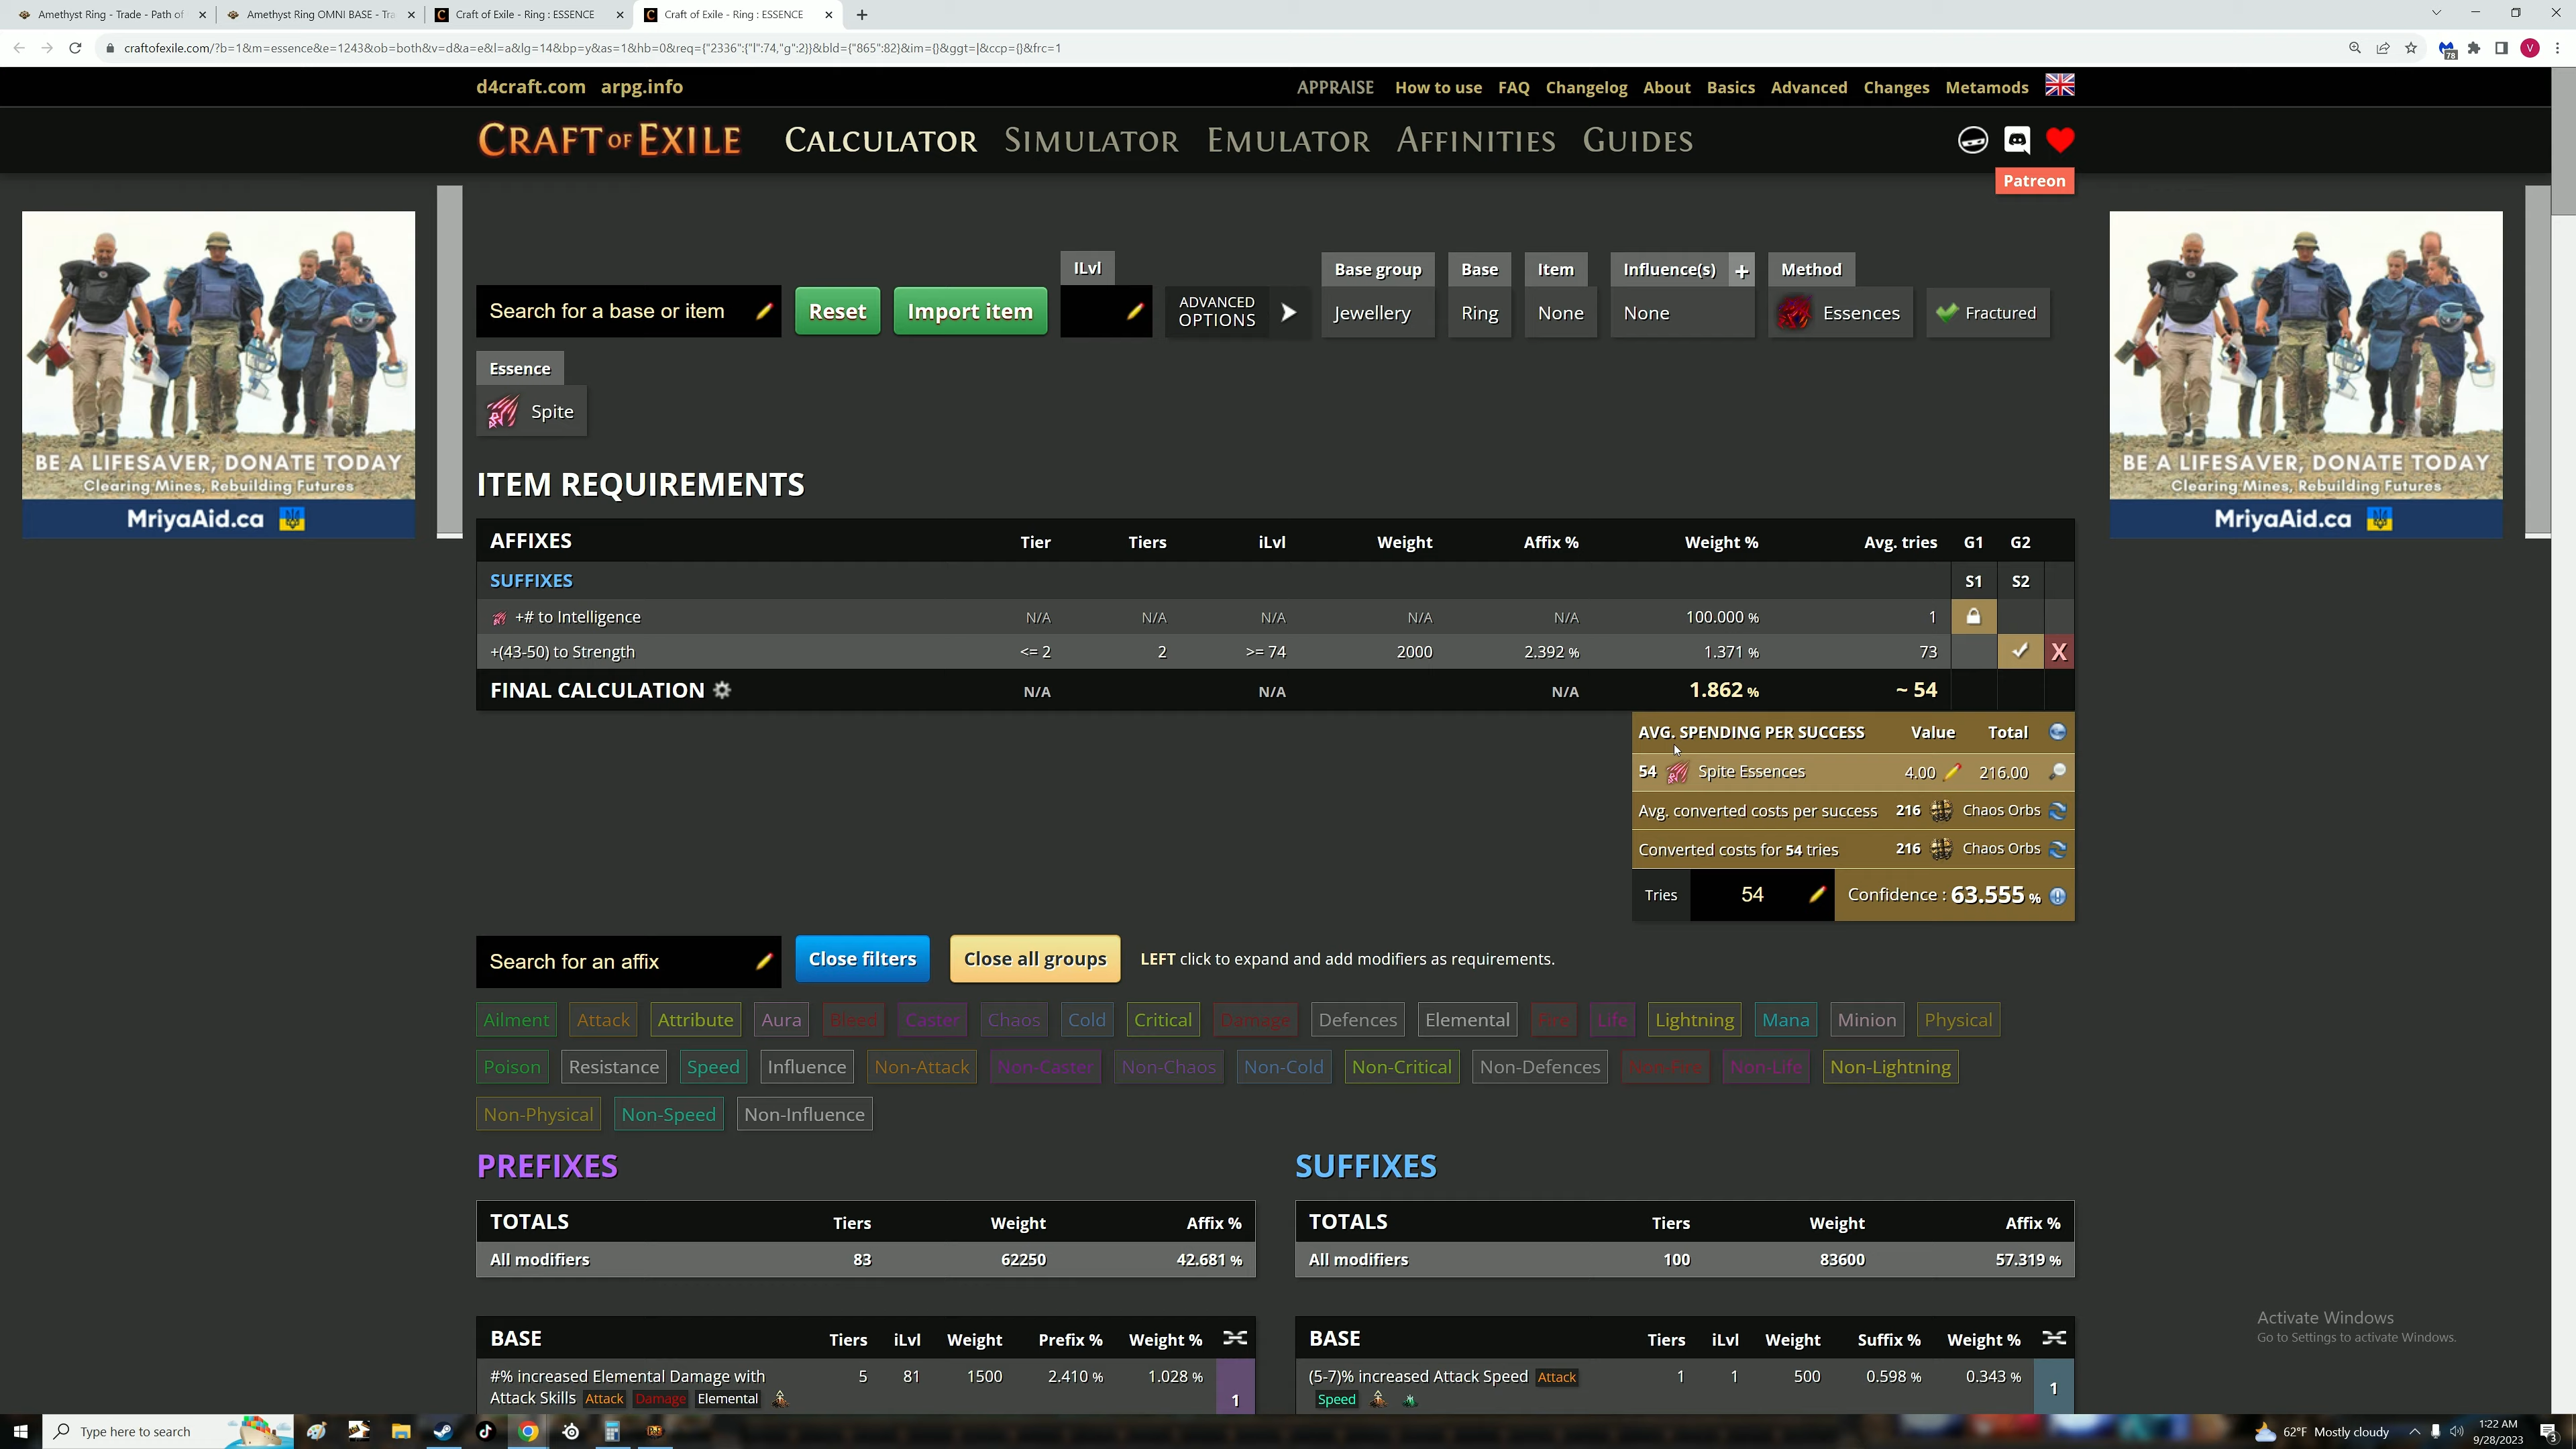 Amethyst Ring - Trade - Path of
Amethyst Ring OMNI BASE - Tra
Craft of Exile - Ring : ESSENCE
Craft of Exile - Ring : ESSENCE
craftofexile.com/?b=1&m=essence&e=1243&ob=both&v=d&a=e&l=a&lg=14&bp=y&as=1&hb=0&req={"2336":{"l":74,"g":2}}&bld={"865":82}&im={}&ggt=|&ccp={}&frc=1
78
V
d4craft.com arpg.info
APPRAISE How to use FAQ Changelog About Basics Advanced Changes Metamods
CRAFT OF EXILE
CALCULATOR SIMULATOR EMULATOR AFFINITIES GUIDES
Patreon
BE A LIFESAVER, DONATE TODAY
Clearing Mines, Rebuilding Futures
MriyaAid.ca
BE A LIFESAVER, DONATE TODAY
Clearing Mines, Rebuilding Futures
MriyaAid.ca
ILvl Base group Base Item Influence(s) + Method
Search for a base or item Reset Import item ADVANCED OPTIONS Jewellery Ring None None Essences Fractured
Essence
Spite
ITEM REQUIREMENTS
AFFIXES Tier Tiers iLvl Weight Affix % Weight % Avg. tries G1 G2
SUFFIXES S1 S2
+# to Intelligence N/A N/A N/A N/A N/A 100.000 % 1
+(43-50) to Strength <= 2 2 >= 74 2000 2.392 % 1.371 % 73 X
FINAL CALCULATION N/A N/A N/A 1.862 % ~ 54
AVG. SPENDING PER SUCCESS Value Total
54 Spite Essences 4.00 216.00
Avg. converted costs per success 216 Chaos Orbs
Converted costs for 54 tries 216 Chaos Orbs
Tries 54 Confidence : 63.555 %
Search for an affix Close filters Close all groups LEFT click to expand and add modifiers as requirements.
Ailment Attack Attribute Aura Bleed Caster Chaos Cold Critical Damage Defences Elemental Fire Life Lightning Mana Minion Physical
Poison Resistance Speed Influence Non-Attack Non-Caster Non-Chaos Non-Cold Non-Critical Non-Defences Non-Fire Non-Life Non-Lightning
Non-Physical Non-Speed Non-Influence
PREFIXES
TOTALS Tiers Weight Affix %
All modifiers 83 62250 42.681 %
BASE Tiers iLvl Weight Prefix % Weight %
#% increased Elemental Damage with 5 81 1500 2.410 % 1.028 %
Attack Skills Attack Damage Elemental 1
SUFFIXES
TOTALS Tiers Weight Affix %
All modifiers 100 83600 57.319 %
BASE Tiers iLvl Weight Suffix % Weight %
(5-7)% increased Attack Speed Attack 1 1 500 0.598 % 0.343 %
Speed 1
Activate Windows
Go to Settings to activate Windows.
Type here to search
62°F Mostly cloudy
1:22 AM
9/28/2023
3